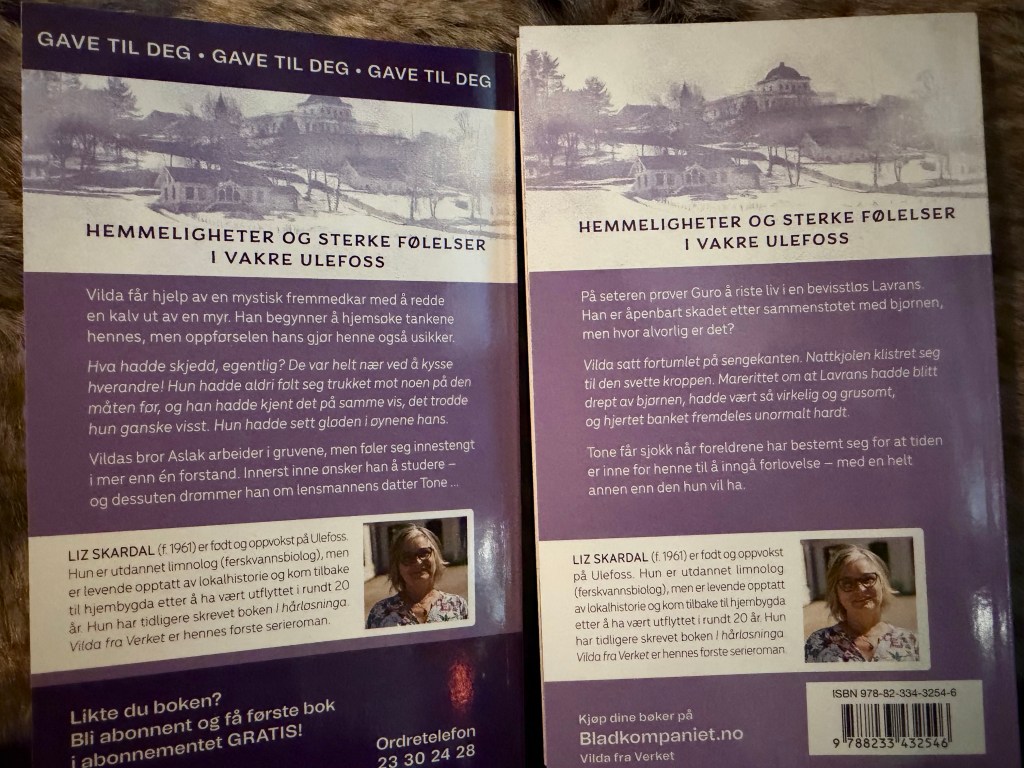 GAVE TIL DEG • GAVE TIL DEG • GAVE TIL DEG
HEMMELIGHETER OG STERKE FØLELSER
I VAKRE ULEFOSS
Vilda får hjelp av en mystisk fremmedkar med å redde
en kalv ut av en myr. Han begynner å hjemsøke tankene
hennes, men oppførselen hans gjør henne også usikker.
Hva hadde skjedd, egentlig? De var helt nær ved å kysse
hverandre! Hun hadde aldri følt seg trukket mot noen på den
måten før, og han hadde kjent det på samme vis, det trodde
hun ganske visst. Hun hadde sett gløden i øynene hans.
Vildas bror Aslak arbeider i gruvene, men føler seg innestengt
i mer enn én forstand. Innerst inne ønsker han å studere –
og dessuten drømmer han om lensmannens datter Tone ...
LIZ SKARDAL (f. 1961) er født og oppvokst på Ulefoss.
Hun er utdannet limnolog (ferskvannsbiolog), men
er levende opptatt av lokalhistorie og kom tilbake
til hjembygda etter å ha vært utflyttet i rundt 20
år. Hun har tidligere skrevet boken I hårløsninga.
Vilda fra Verket er hennes første serieroman.
Likte du boken?
Bli abonnent og få første bok
i abonnementet GRATIS!
Ordretelefon
23 30 24 28
HEMMELIGHETER OG STERKE FØLELSER
I VAKRE ULEFOSS
På seteren prøver Guro å riste liv i en bevisstløs Lavrans.
Han er åpenbart skadet etter sammenstøtet med bjørnen,
men hvor alvorlig er det?
Vilda satt fortumlet på sengekanten. Nattkjolen klistret seg
til den svette kroppen. Marerittet om at Lavrans hadde blitt
drept av bjørnen, hadde vært så virkelig og grusomt,
og hjertet banket fremdeles unormalt hardt.
Tone får sjokk når foreldrene har bestemt seg for at tiden
er inne for henne til å inngå forlovelse – med en helt
annen enn den hun vil ha.
LIZ SKARDAL (f. 1961) er født og oppvokst
på Ulefoss. Hun er utdannet limnolog
(ferskvannsbiolog), men er levende opptatt
av lokalhistorie og kom tilbake til hjembygda
etter å ha vært utflyttet i rundt 20 år. Hun
har tidligere skrevet boken I hårløsninga.
Vilda fra Verket er hennes første serieroman.
ISBN 978-82-334-3254-6
9 788233 432546
Kjøp dine bøker på
Bladkompaniet.no
Vilda fra Verket